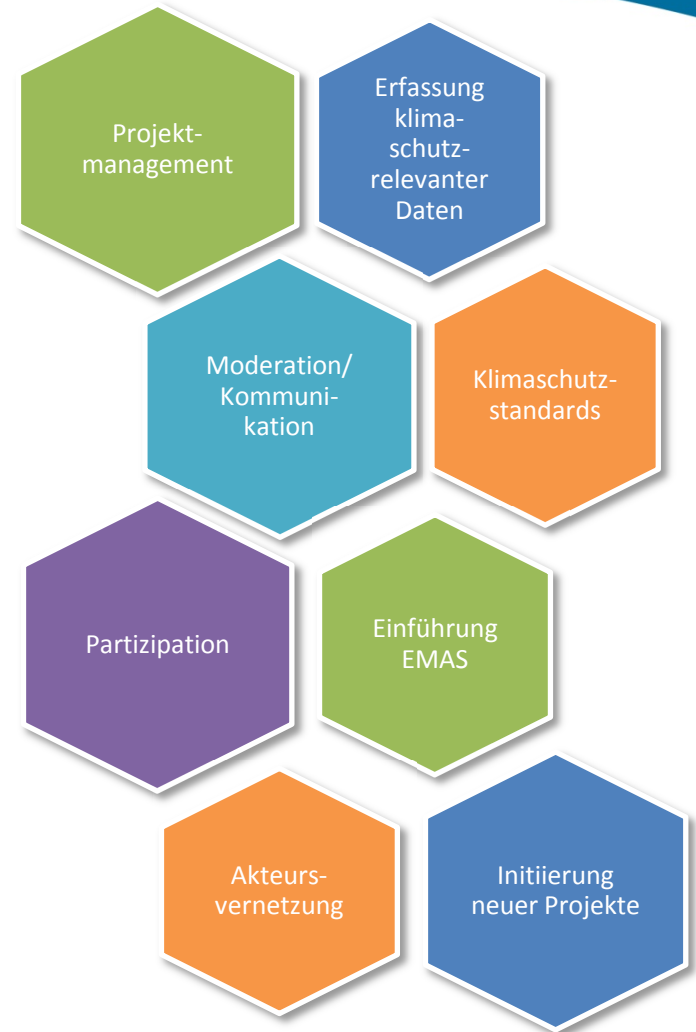 Projekt-
management
Erfassung
klima-
schutz-
relevanter
Daten
Moderation/
Kommuni-
kation
Klimaschutz-
standards
Partizipation
Einführung
EMAS
Akteurs-
vernetzung
Initiierung
neuer Projekte